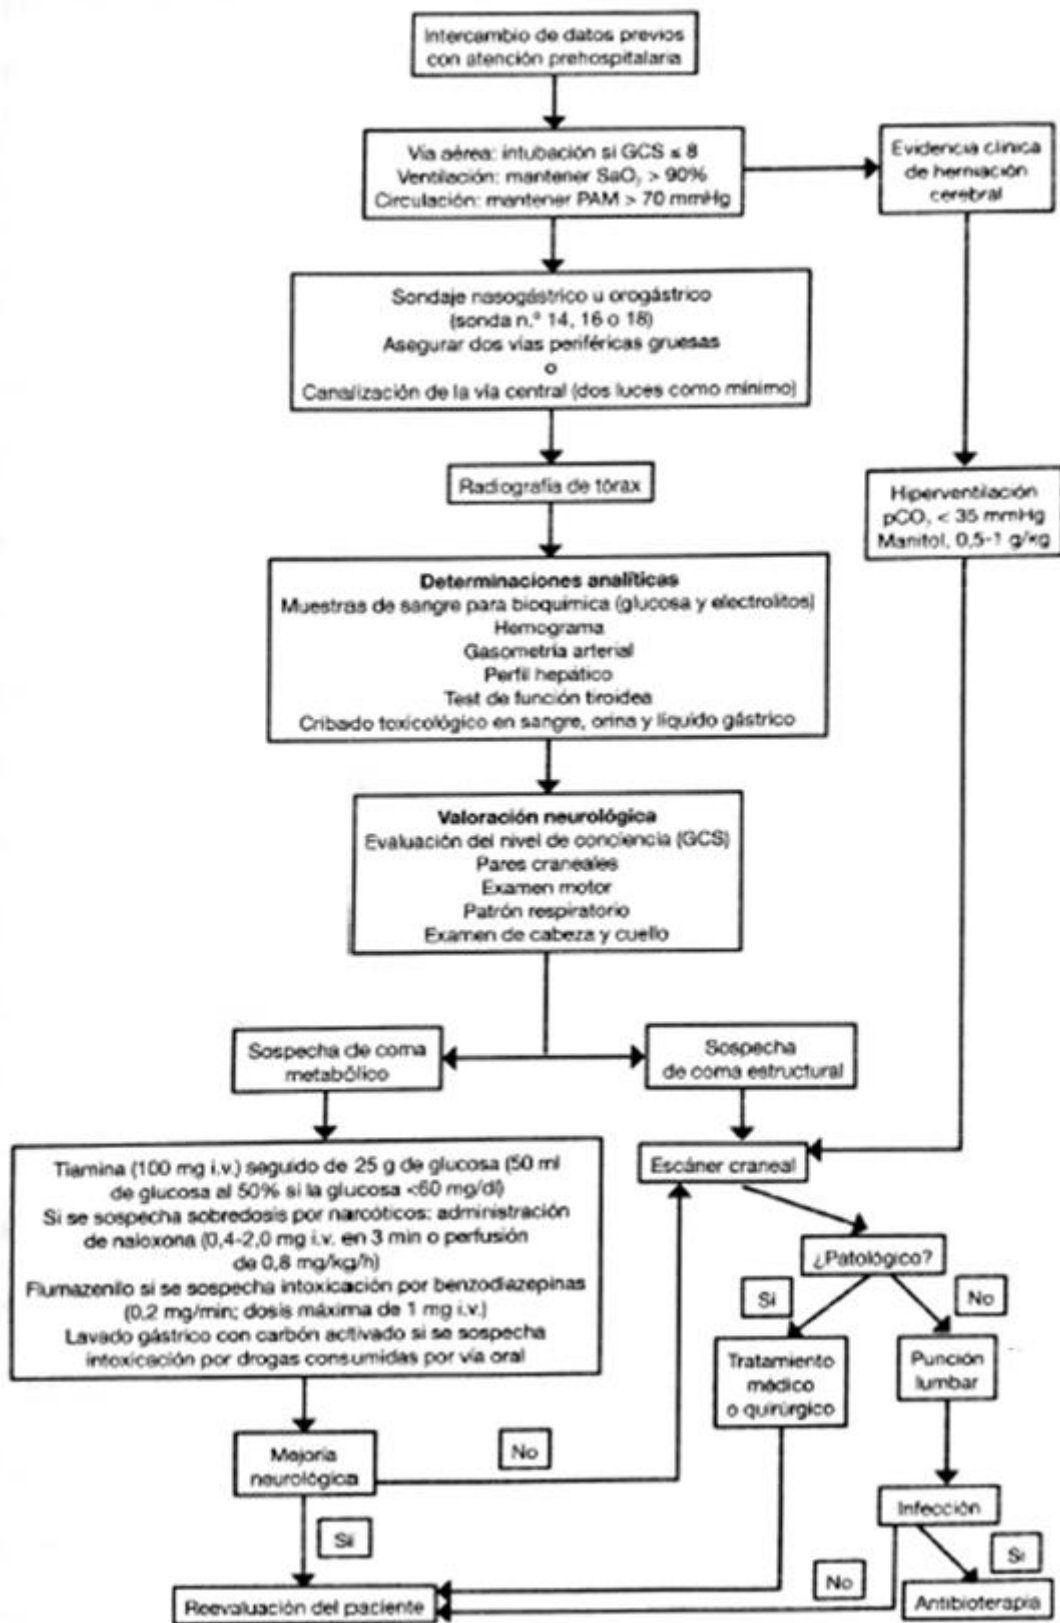 Intercambio de datos previos
con atención prehospitalaria
Vía aérea: intubación si GCS ≤ 8
Ventilación: mantener SaO₂ > 90%
Circulación: mantener PAM > 70 mmHg
Evidencia clínica
de herniación
cerebral
Sondaje nasogástrico u orogástrico
(sonda n.º 14, 16 o 18)
Asegurar dos vías periféricas gruesas
o
Canalización de la vía central (dos luces como mínimo)
Radiografía de tórax
Hiperventilación
pCO₂ < 35 mmHg
Manitol, 0,5-1 g/kg
Determinaciones analíticas
Muestras de sangre para bioquímica (glucosa y electrolitos)
Hemograma
Gasometría arterial
Perfil hepático
Test de función tiroidea
Cribado toxicológico en sangre, orina y líquido gástrico
Valoración neurológica
Evaluación del nivel de conciencia (GCS)
Pares craneales
Examen motor
Patrón respiratorio
Examen de cabeza y cuello
Sospecha de coma
metabólico
Sospecha
de coma estructural
Tiamina (100 mg i.v.) seguido de 25 g de glucosa (50 ml
de glucosa al 50% si la glucosa <60 mg/dl)
Si se sospecha sobredosis por narcóticos: administración
de naloxona (0,4-2,0 mg i.v. en 3 min o perfusión
de 0,8 mg/kg/h)
Flumazenilo si se sospecha intoxicación por benzodiazepinas
(0,2 mg/min; dosis máxima de 1 mg i.v.)
Lavado gástrico con carbón activado si se sospecha
intoxicación por drogas consumidas por vía oral
Escáner craneal
¿Patológico?
Sí
No
Tratamiento
médico
o quirúrgico
Punción
lumbar
Mejoría
neurológica
No
Infección
Sí
Sí
No
Reevaluación del paciente
Antibioterapia